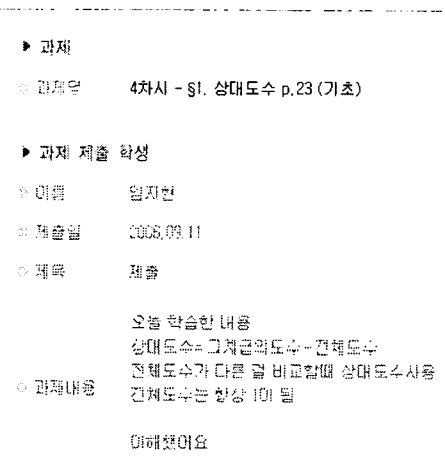 ▶ 과제
과제명 4차시 - §1. 상대도수 p.23 (기초)
▶ 과제 제출 학생
이름 임지현
제출일 2006.09.11
제목 제출
오늘 학습한 내용
상대도수= 그계급의도수÷전체도수
전체도수가 다른 걸 비교할때 상대도수사용
과제내용
전체도수는 항상 1이 됨
이해했어요